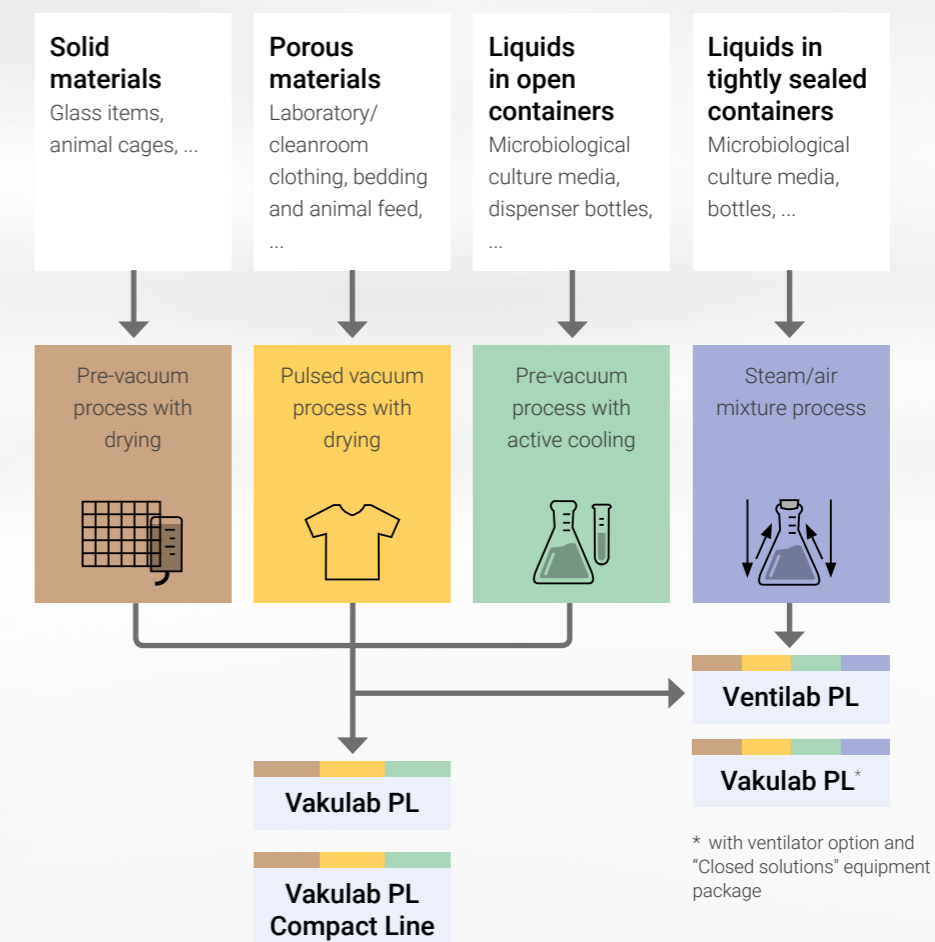 Solid
materials
Glass items,
animal cages, ...
Porous
materials
Laboratory/
cleanroom
clothing, bedding
and animal feed,
...
Liquids
in open
containers
Microbiological
culture media,
dispenser bottles,
...
Liquids in
tightly sealed
containers
Microbiological
culture media,
bottles, ...
Pre-vacuum
process with
drying
Pulsed vacuum
process with
drying
Pre-vacuum
process with
active cooling
Steam/air
mixture process
Ventilab PL
Vakulab PL*
* with ventilator option and
“Closed solutions" equipment
package
Vakulab PL
Vakulab PL
Compact Line